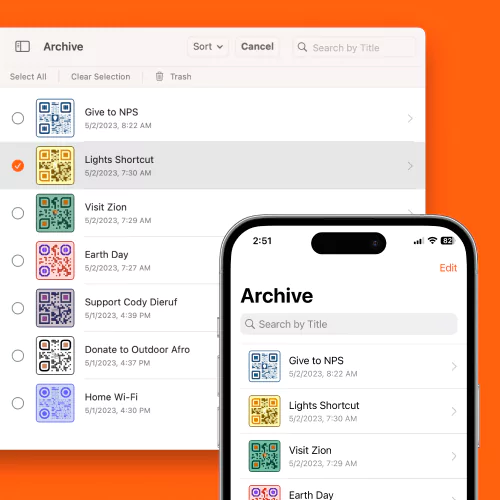 Archive
Sort
Cancel
Search by Title
Select All
Clear Selection
Trash
Give to NPS
5/2/2023, 8:22 AM
Lights Shortcut
5/2/2023, 7:30 AM
Visit Zion
5/2/2023, 7:29 AM
Earth Day
5/2/2023, 7:27 AM
Support Cody Dieruf
5/1/2023, 4:39 PM
Donate to Outdoor Afro
5/1/2023, 4:37 PM
Home Wi-Fi
5/1/2023, 4:30 PM
2:51
82
Edit
Archive
Search by Title
Give to NPS
5/2/2023, 8:22 AM
Lights Shortcut
5/2/2023, 7:30 AM
Visit Zion
5/2/2023, 7:29 AM
Earth Day